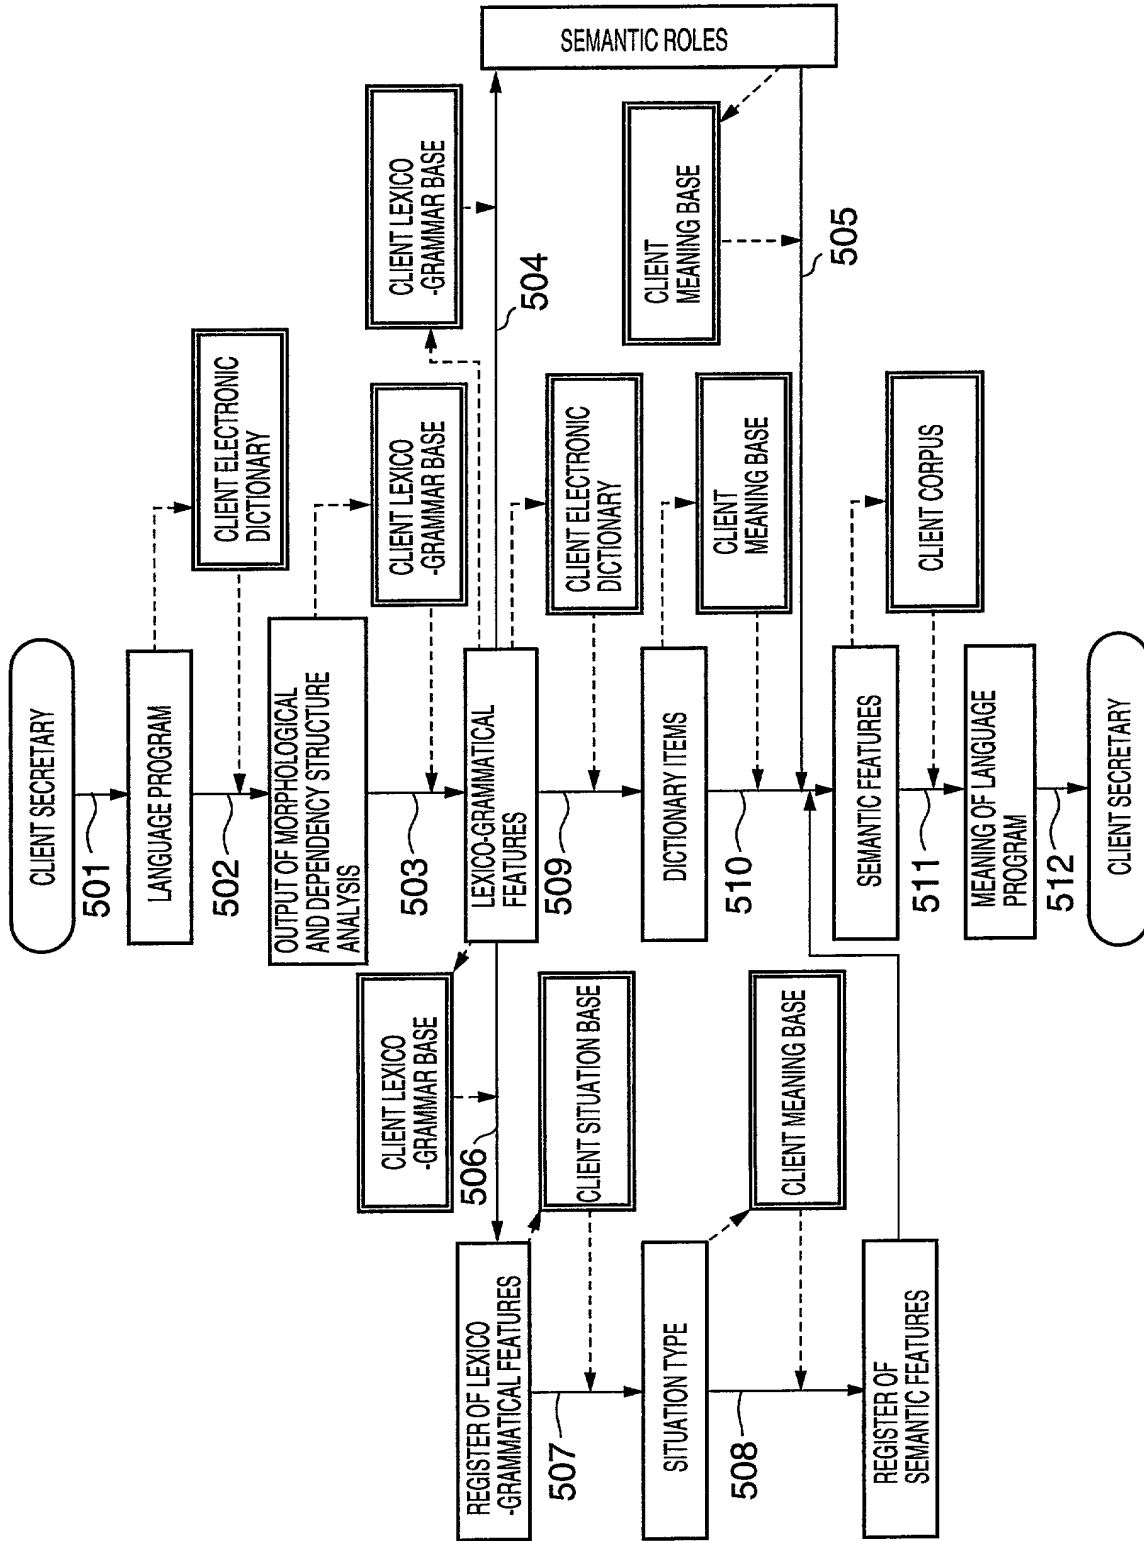 CLIENT SECRETARY
501
LANGUAGE PROGRAM
CLIENT ELECTRONIC
DICTIONARY
502
OUTPUT OF MORPHOLOGICAL
AND DEPENDENCY STRUCTURE
ANALYSIS
CLIENT LEXICO
-GRAMMAR BASE
CLIENT LEXICO
-GRAMMAR BASE
503
CLIENT LEXICO
-GRAMMAR BASE
506
LEXICO-GRAMMATICAL
FEATURES
504
SEMANTIC ROLES
REGISTER OF LEXICO
-GRAMMATICAL FEATURES
CLIENT SITUATION BASE
507
509
CLIENT ELECTRONIC
DICTIONARY
CLIENT
MEANING BASE
SITUATION TYPE
DICTIONARY ITEMS
CLIENT
MEANING BASE
508
CLIENT MEANING BASE
510
505
REGISTER OF
SEMANTIC FEATURES
SEMANTIC FEATURES
CLIENT CORPUS
511
MEANING OF LANGUAGE
PROGRAM
512
CLIENT SECRETARY